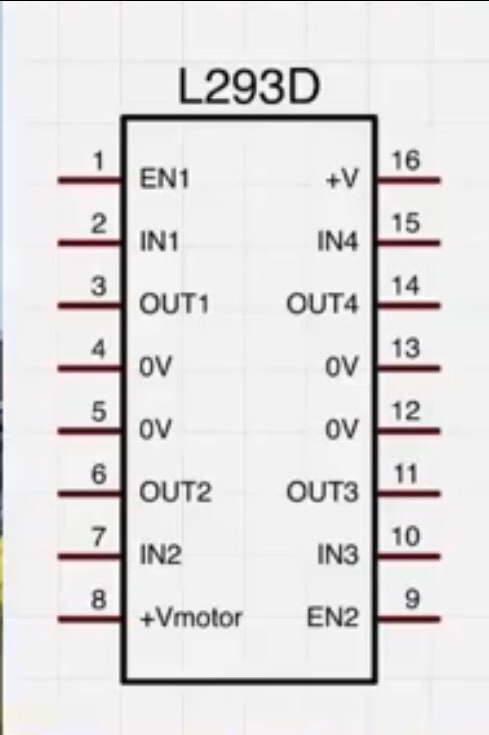 L293D
1 EN1 +V 16
2 IN1 IN4 15
3 OUT1 OUT4 14
4 0V 0V 13
5 0V 0V 12
6 OUT2 OUT3 11
7 IN2 IN3 10
8 +Vmotor EN2 9